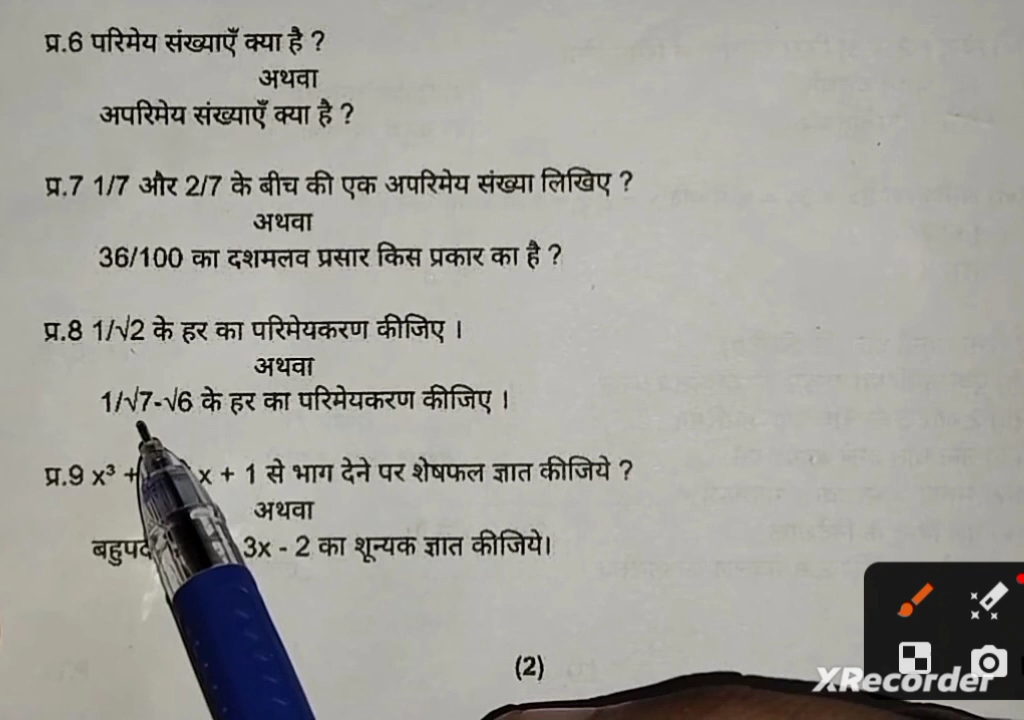 प्र.6 परिमेय संख्याएँ क्या है ?
अथवा
अपरिमेय संख्याएँ क्या है ?
प्र.7 1/7 और 2/7 के बीच की एक अपरिमेय संख्या लिखिए ?
अथवा
36/100 का दशमलव प्रसार किस प्रकार का है ?
प्र.8 1/√2 के हर का परिमेयकरण कीजिए ।
अथवा
1/√7-√6 के हर का परिमेयकरण कीजिए ।
प्र.9 x³ + x + 1 से भाग देने पर शेषफल ज्ञात कीजिये ?
अथवा
3x - 2 का शून्यक ज्ञात कीजिये।
(2)
XRecorder